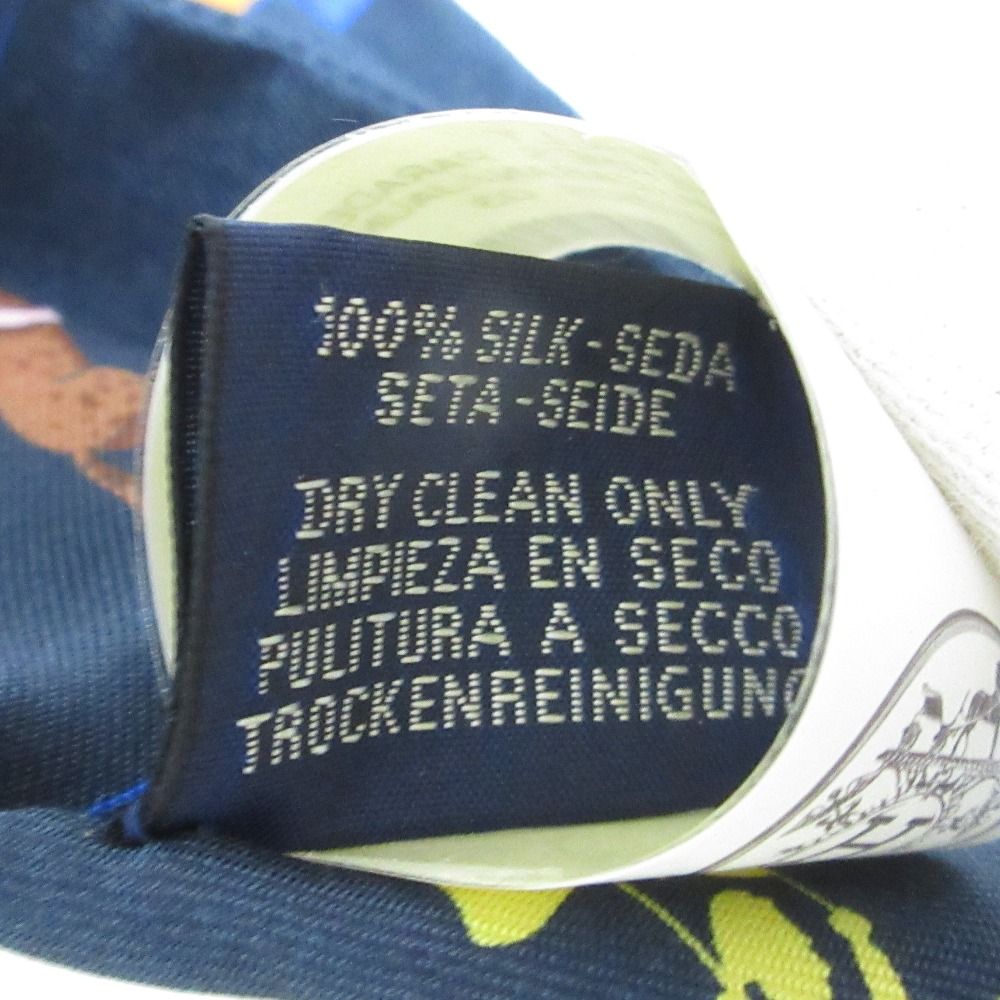 100% SILK - SEDA
SETA - SEIDE
DRY CLEAN ONLY
LIMPIEZA EN SECO
PULITURA A SECCO
TROCKENREINIGUNG